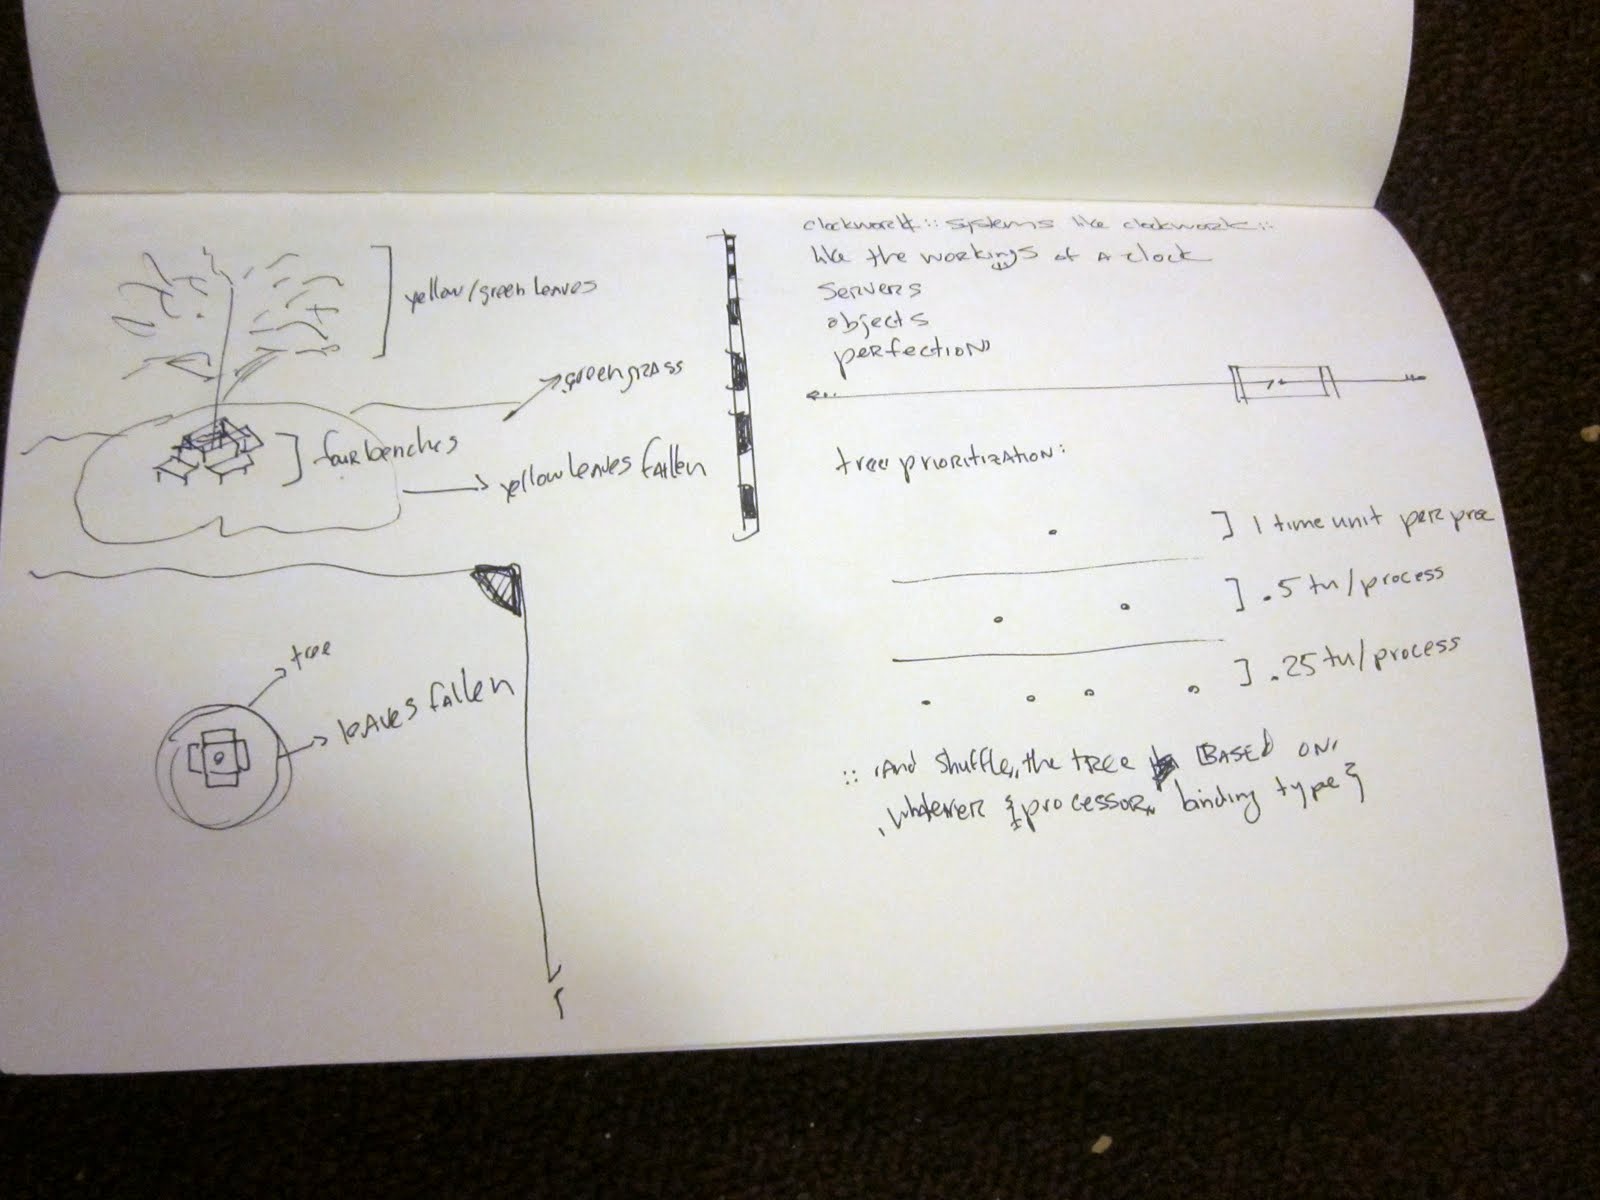 yellow/green leaves
green grass
four benches
yellow leaves fallen
tree
leaves fallen
clockwork :: systems like clockwork ::
like the workings of a clock
servers
objects
perfection
tree prioritization:
] 1 time unit per proc
] .5 tu/process
] .25 tu/process
:: And shuffle the tree BASED ON
whatever {processor binding type}